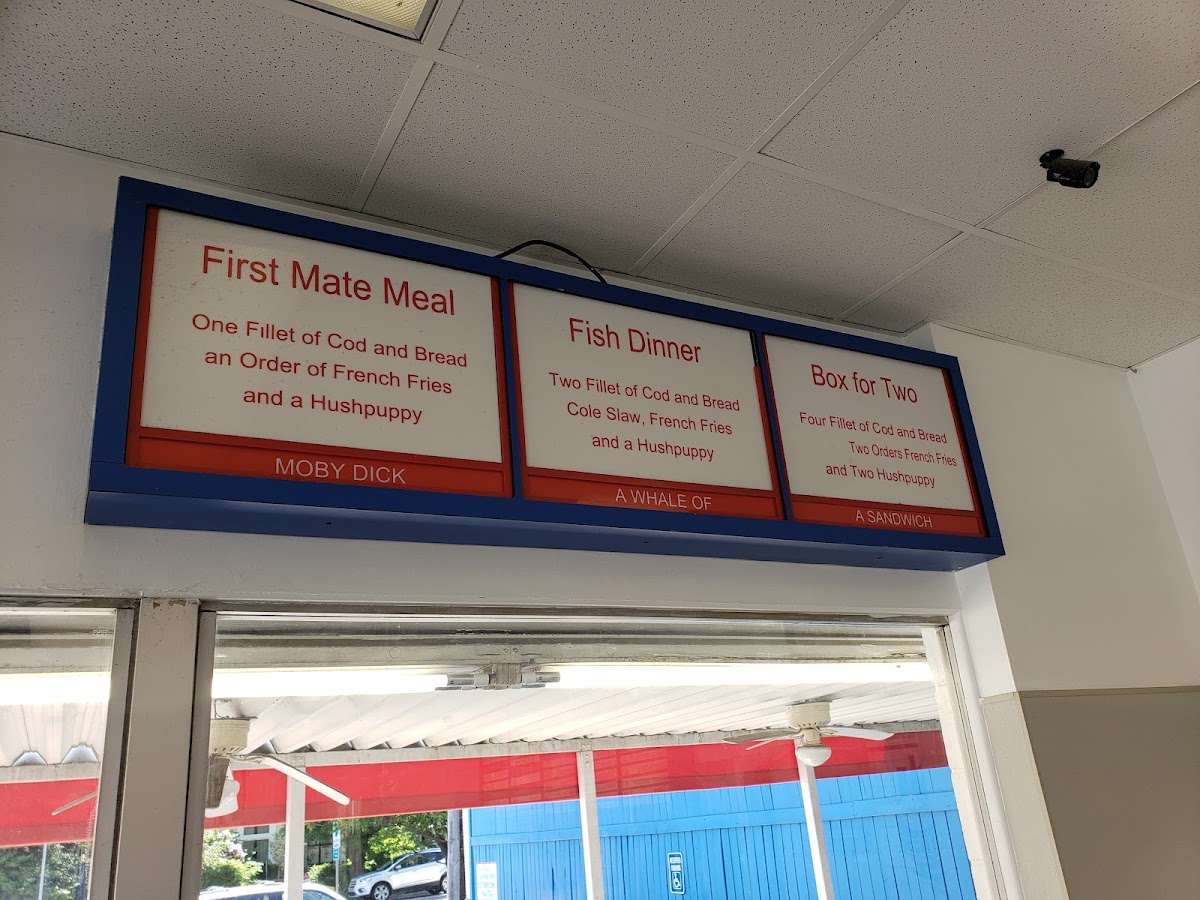 First Mate Meal
One Fillet of Cod and Bread
an Order of French Fries
and a Hushpuppy
MOBY DICK
Fish Dinner
Two Fillet of Cod and Bread
Cole Slaw, French Fries
and a Hushpuppy
A WHALE OF
Box for Two
Four Fillet of Cod and Bread
Two Orders French Fries
and Two Hushpuppy
A SANDWICH